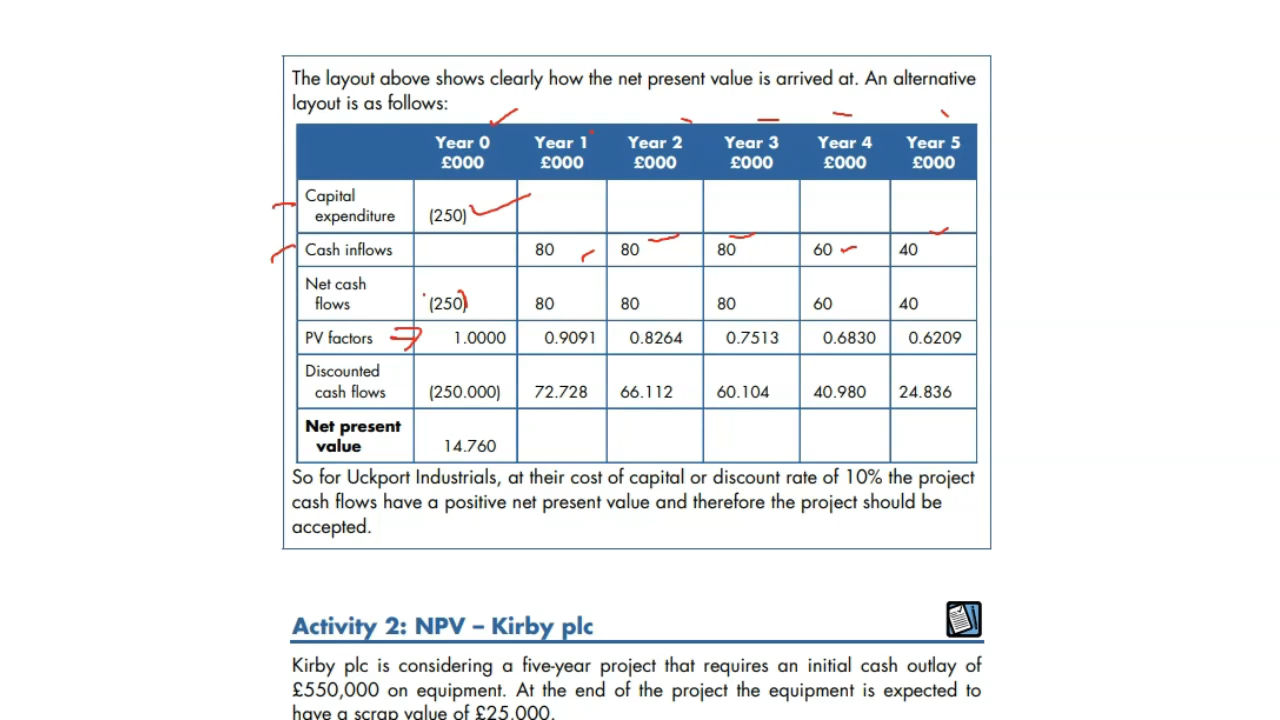 The layout above shows clearly how the net present value is arrived at. An alternative
layout is as follows:
Year 0 Year 1 Year 2 Year 3 Year 4 Year 5
£000 £000 £000 £000 £000 £000
Capital
expenditure (250)
Cash inflows 80 80 80 60 40
Net cash
flows (250) 80 80 80 60 40
PV factors 1.0000 0.9091 0.8264 0.7513 0.6830 0.6209
Discounted
cash flows (250.000) 72.728 66.112 60.104 40.980 24.836
Net present
value 14.760
So for Uckport Industrials, at their cost of capital or discount rate of 10% the project
cash flows have a positive net present value and therefore the project should be
accepted.
Activity 2: NPV – Kirby plc
Kirby plc is considering a five-year project that requires an initial cash outlay of
£550,000 on equipment. At the end of the project the equipment is expected to
have a scrap value of £25,000.